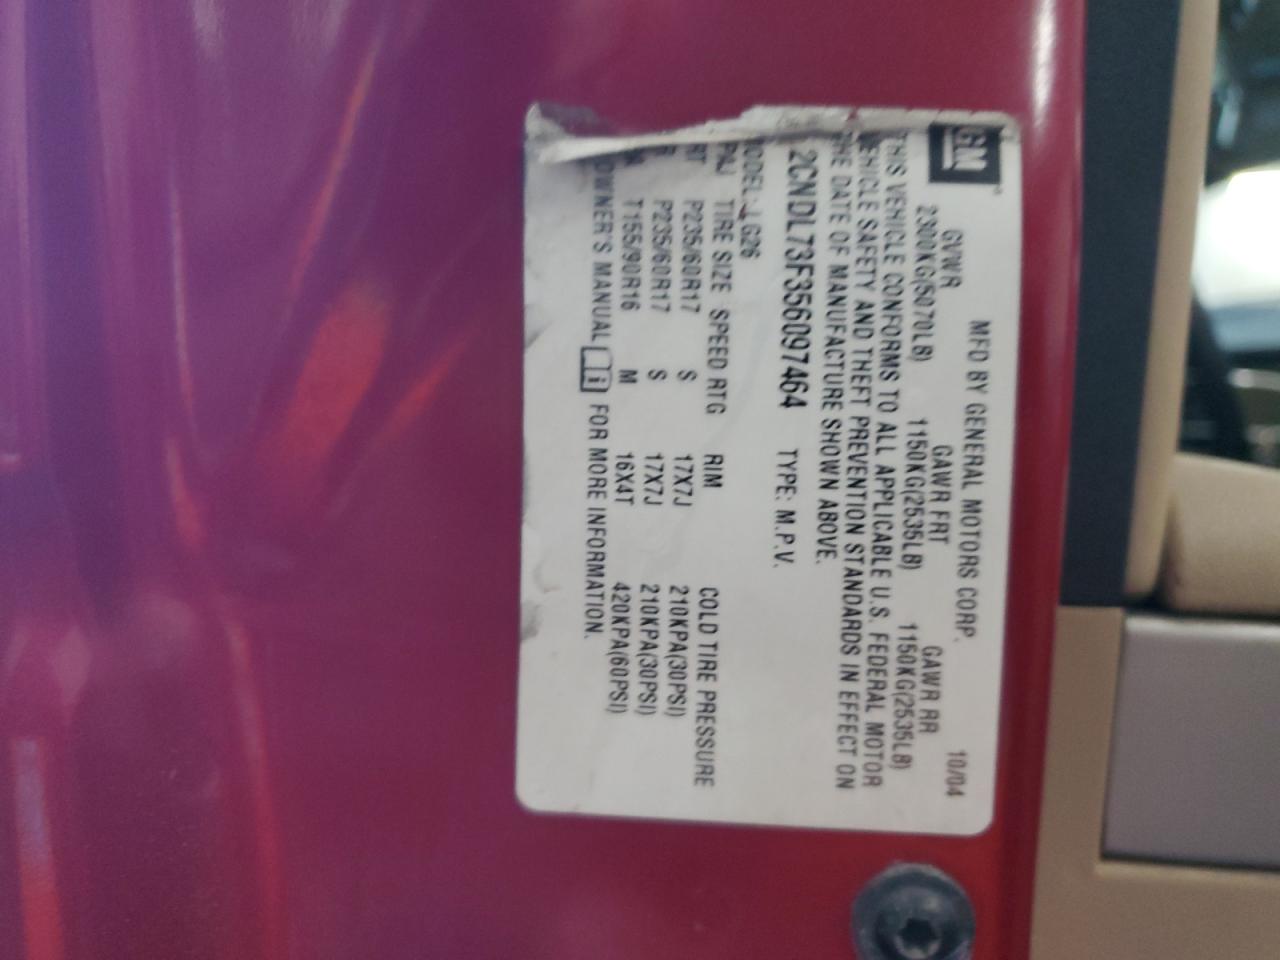 GM
MFD BY GENERAL MOTORS CORP. 10/04
GVWR GAWR FRT GAWR RR
2300KG(5070LB) 1150KG(2535LB) 1150KG(2535LB)
THIS VEHICLE CONFORMS TO ALL APPLICABLE U.S. FEDERAL MOTOR
VEHICLE SAFETY AND THEFT PREVENTION STANDARDS IN EFFECT ON
THE DATE OF MANUFACTURE SHOWN ABOVE.
2CNDL73F356097464 TYPE: M.P.V.
MODEL: LG26
TIRE SIZE SPEED RTG RIM COLD TIRE PRESSURE
RT P235/60R17 S 17X7J 210KPA(30PSI)
R P235/60R17 S 17X7J 210KPA(30PSI)
T155/90R16 M 16X4T 420KPA(60PSI)
OWNER'S MANUAL i FOR MORE INFORMATION.